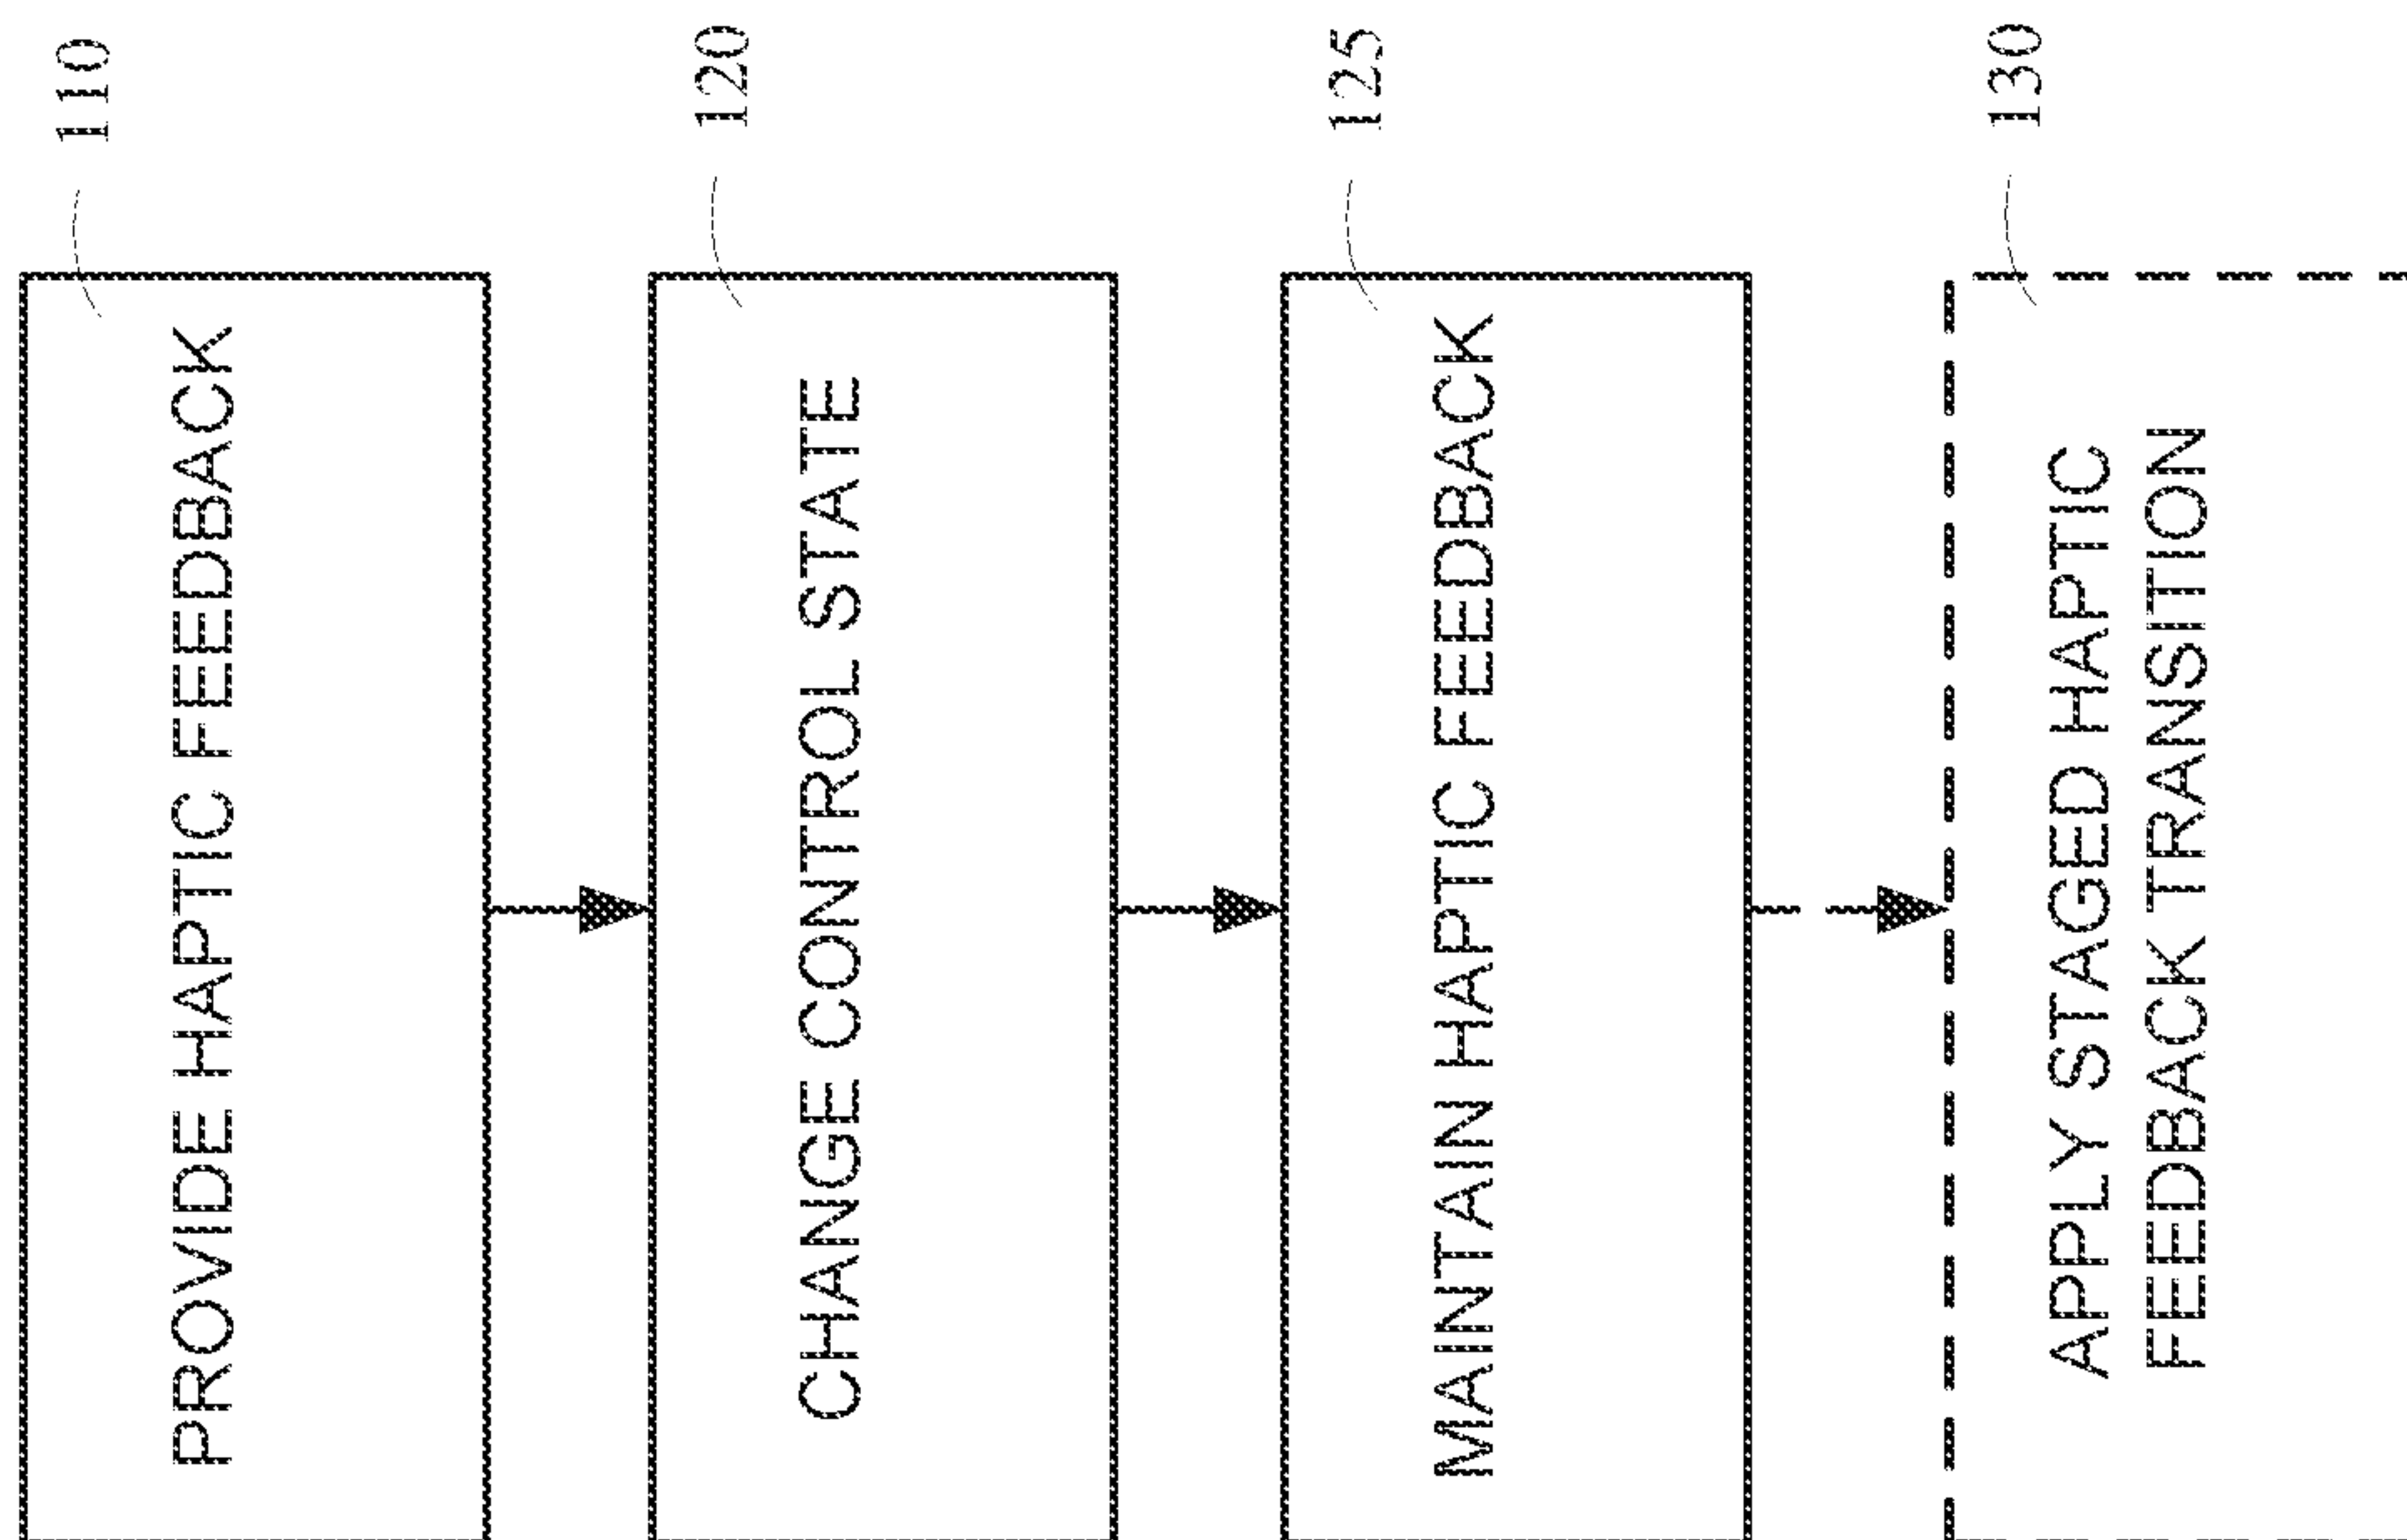 110
PROVIDE HAPTIC FEEDBACK
120
CHANGE CONTROL STATE
125
MAINTAIN HAPTIC FEEDBACK
130
APPLY STAGED HAPTIC
FEEDBACK TRANSITION